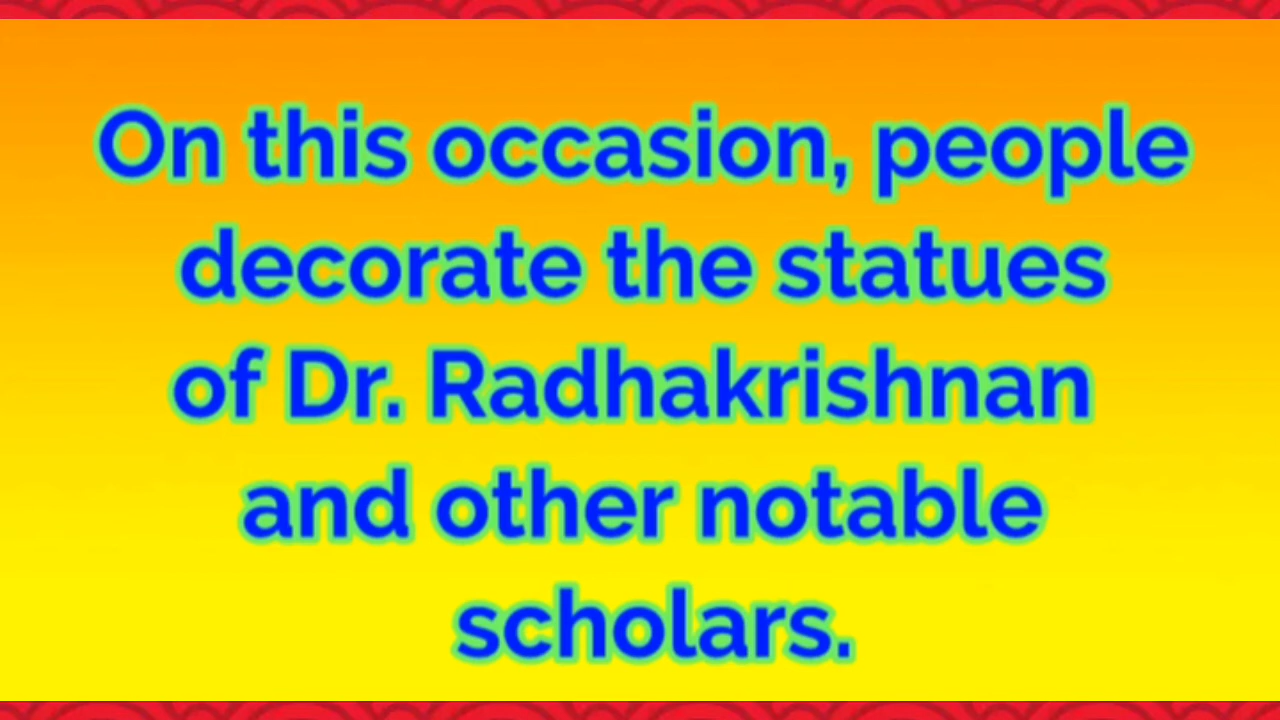 On this occasion, people
decorate the statues
of Dr. Radhakrishnan
and other notable
scholars.